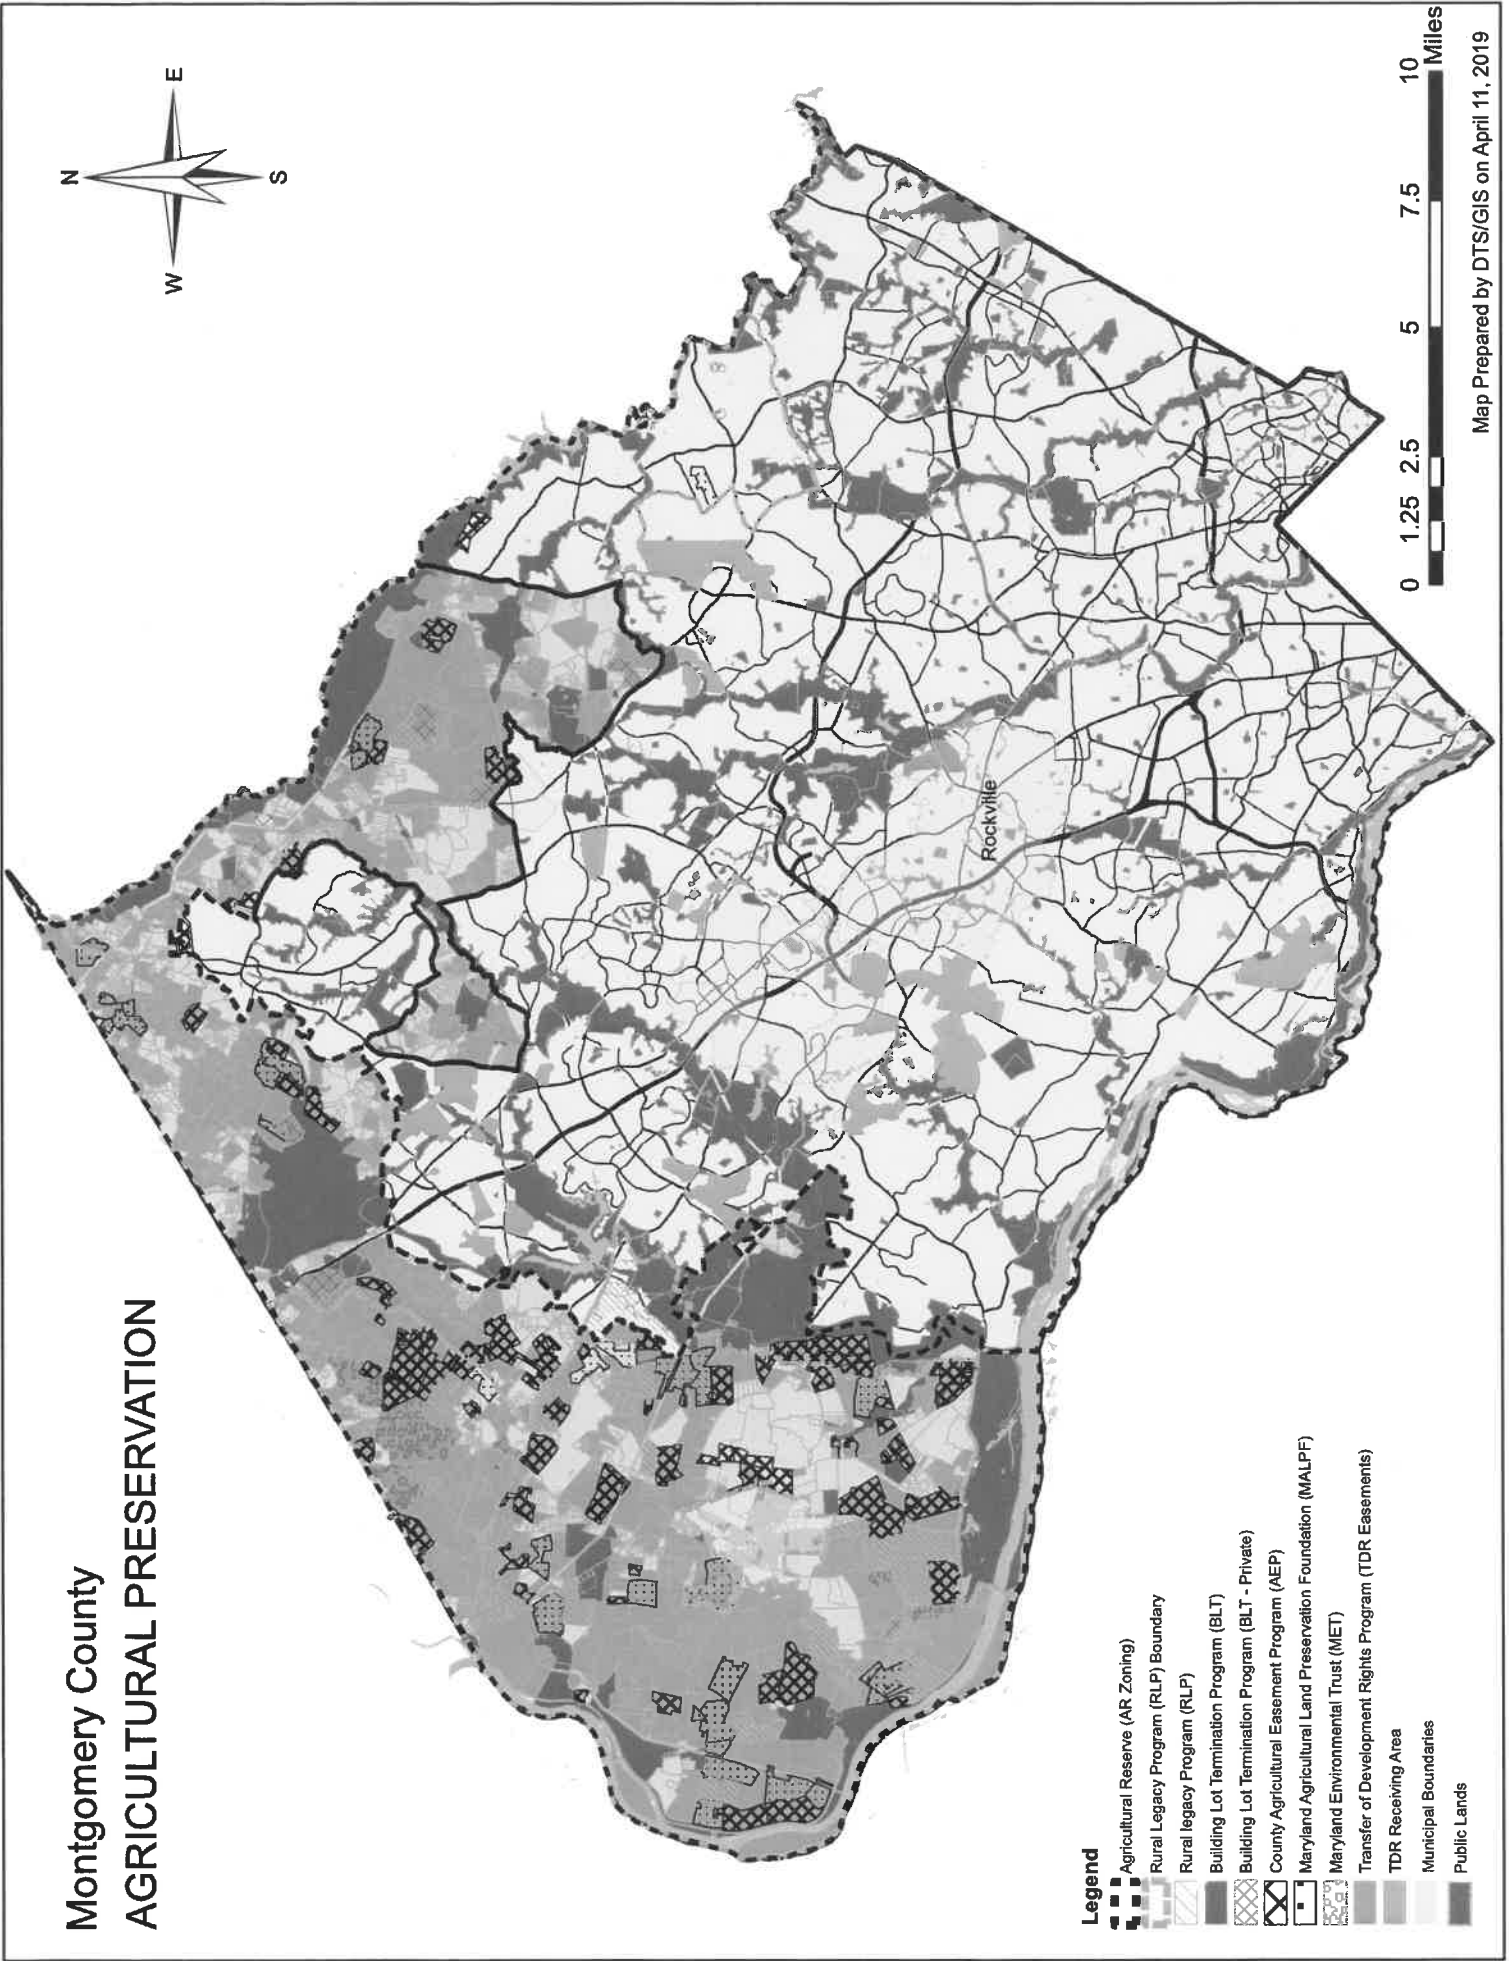 Montgomery County
AGRICULTURAL PRESERVATION
N
W
E
S
Rockville
Legend
Agricultural Reserve (AR Zoning)
Rural Legacy Program (RLP) Boundary
Rural legacy Program (RLP)
Building Lot Termination Program (BLT)
Building Lot Termination Program (BLT - Private)
County Agricultural Easement Program (AEP)
Maryland Agricultural Land Preservation Foundation (MALPF)
Maryland Environmental Trust (MET)
Transfer of Development Rights Program (TDR Easements)
TDR Receiving Area
Municipal Boundaries
Public Lands
0 1.25 2.5 5 7.5 10
Miles
Map Prepared by DTS/GIS on April 11, 2019